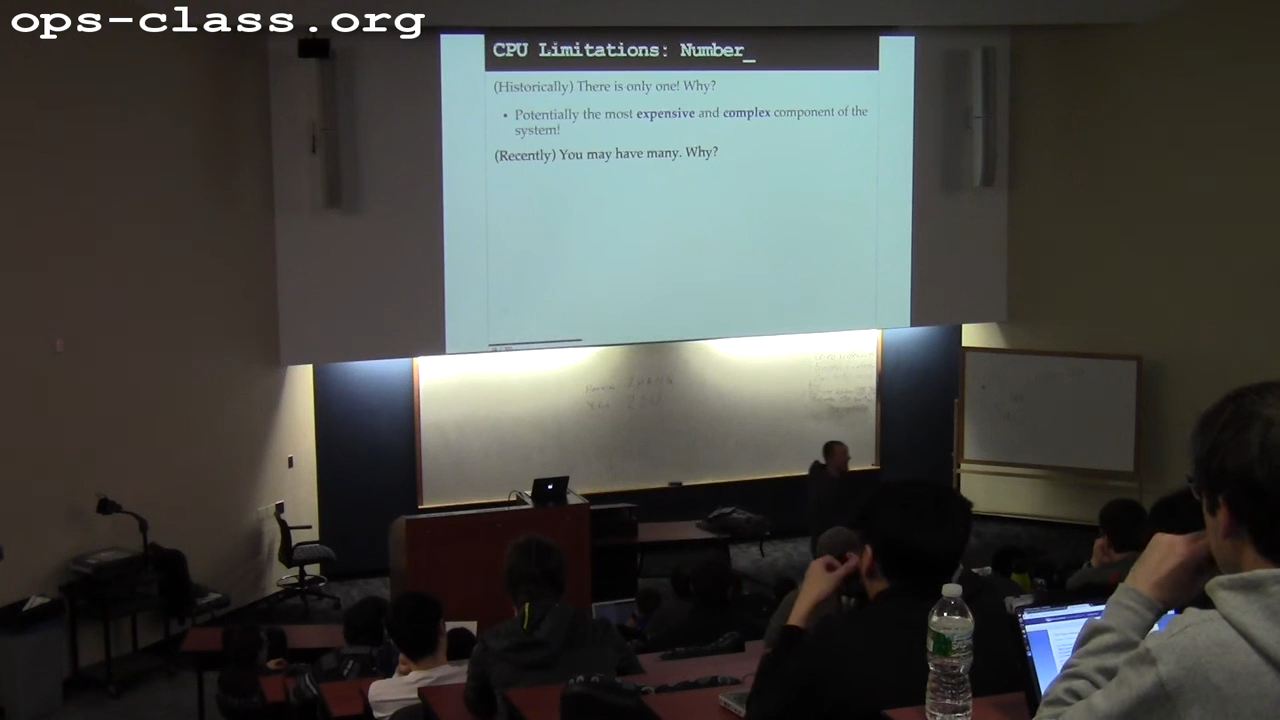 ops-class.org
CPU Limitations: Number_
(Historically) There is only one! Why?
• Potentially the most expensive and complex component of the
system!
(Recently) You may have many. Why?